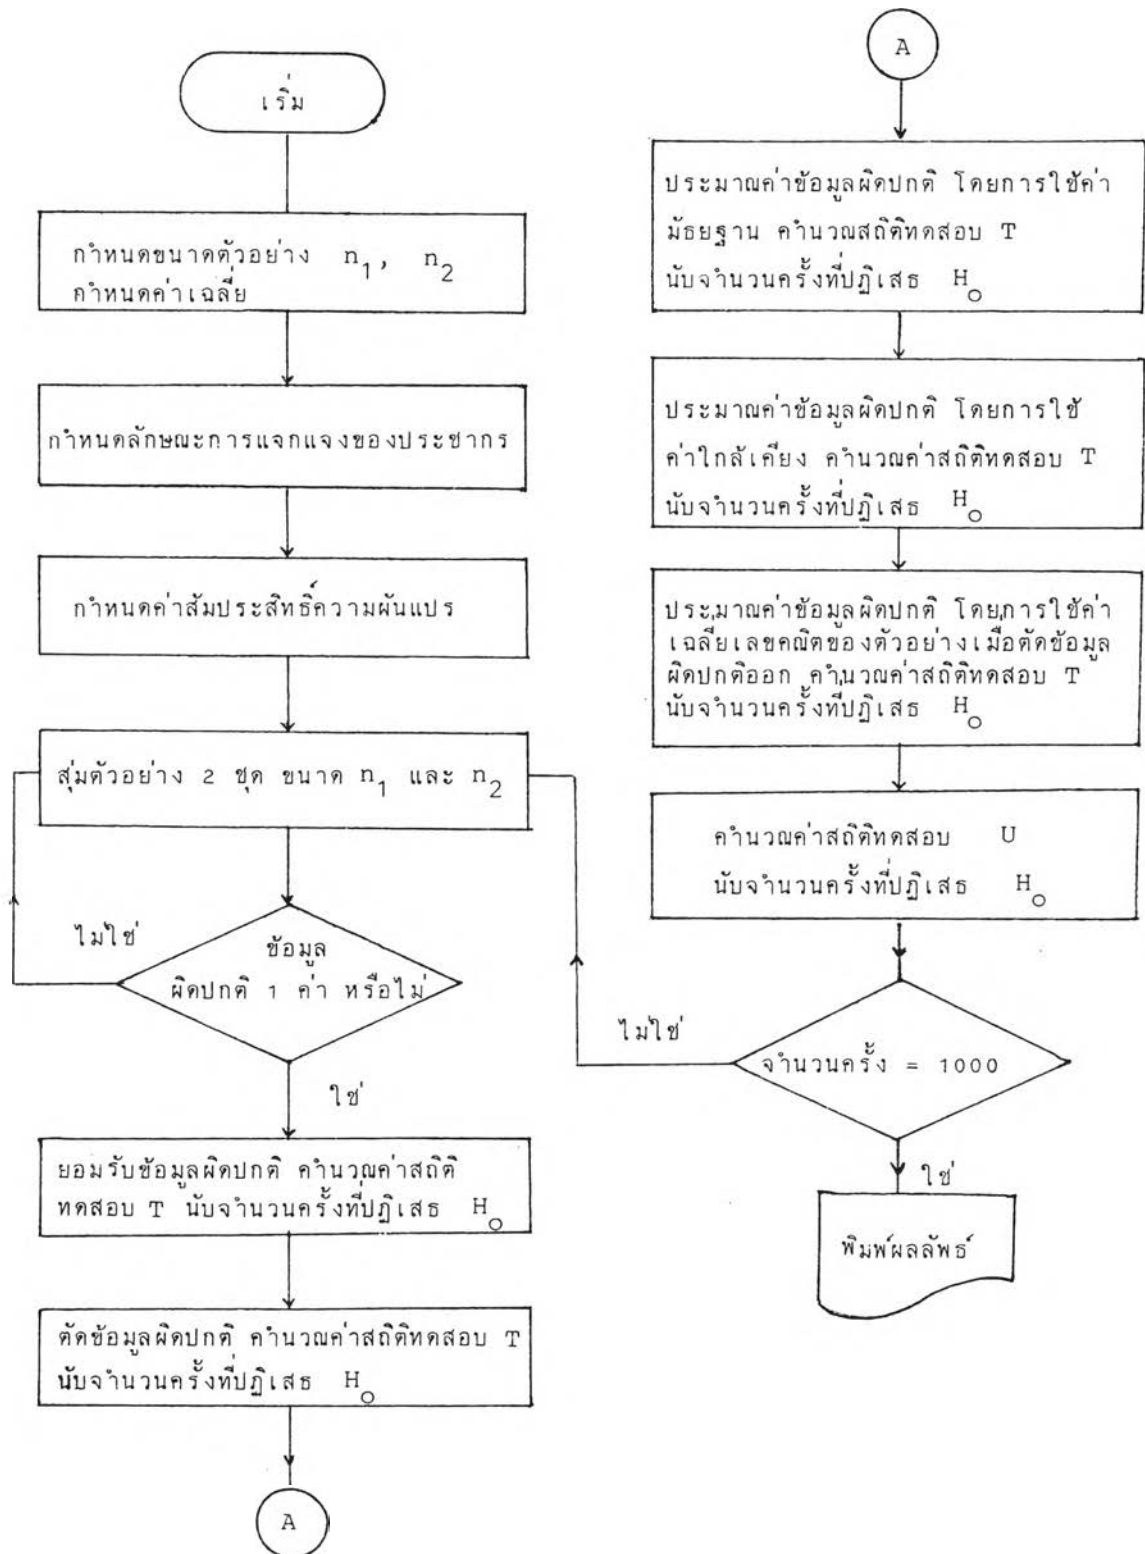 เริ่ม
กำหนดขนาดตัวอย่าง n1, n2
กำหนดค่าเฉลี่ย
กำหนดลักษณะการแจกแจงของประชากร
กำหนดค่าสัมประสิทธิ์ความผันแปร
สุ่มตัวอย่าง 2 ชุด ขนาด n1 และ n2
ไม่ใช่
ข้อมูล
ผิดปกติ 1 ค่า หรือไม่
ใช่
ยอมรับข้อมูลผิดปกติ คำนวณค่าสถิติ
ทดสอบ T นับจำนวนครั้งที่ปฏิเสธ Ho
ตัดข้อมูลผิดปกติ คำนวณค่าสถิติทดสอบ T
นับจำนวนครั้งที่ปฏิเสธ Ho
A
A
ประมาณค่าข้อมูลผิดปกติ โดยการใช้ค่า
มัธยฐาน คำนวณสถิติทดสอบ T
นับจำนวนครั้งที่ปฏิเสธ Ho
ประมาณค่าข้อมูลผิดปกติ โดยการใช้
ค่าใกล้เคียง คำนวณค่าสถิติทดสอบ T
นับจำนวนครั้งที่ปฏิเสธ Ho
ประมาณค่าข้อมูลผิดปกติ โดยการใช้ค่า
เฉลี่ยเลขคณิตของตัวอย่างเมื่อตัดข้อมูล
ผิดปกติออก คำนวณค่าสถิติทดสอบ T
นับจำนวนครั้งที่ปฏิเสธ Ho
คำนวณค่าสถิติทดสอบ U
นับจำนวนครั้งที่ปฏิเสธ Ho
ไม่ใช่
จำนวนครั้ง = 1000
ใช่
พิมพ์ผลลัพธ์